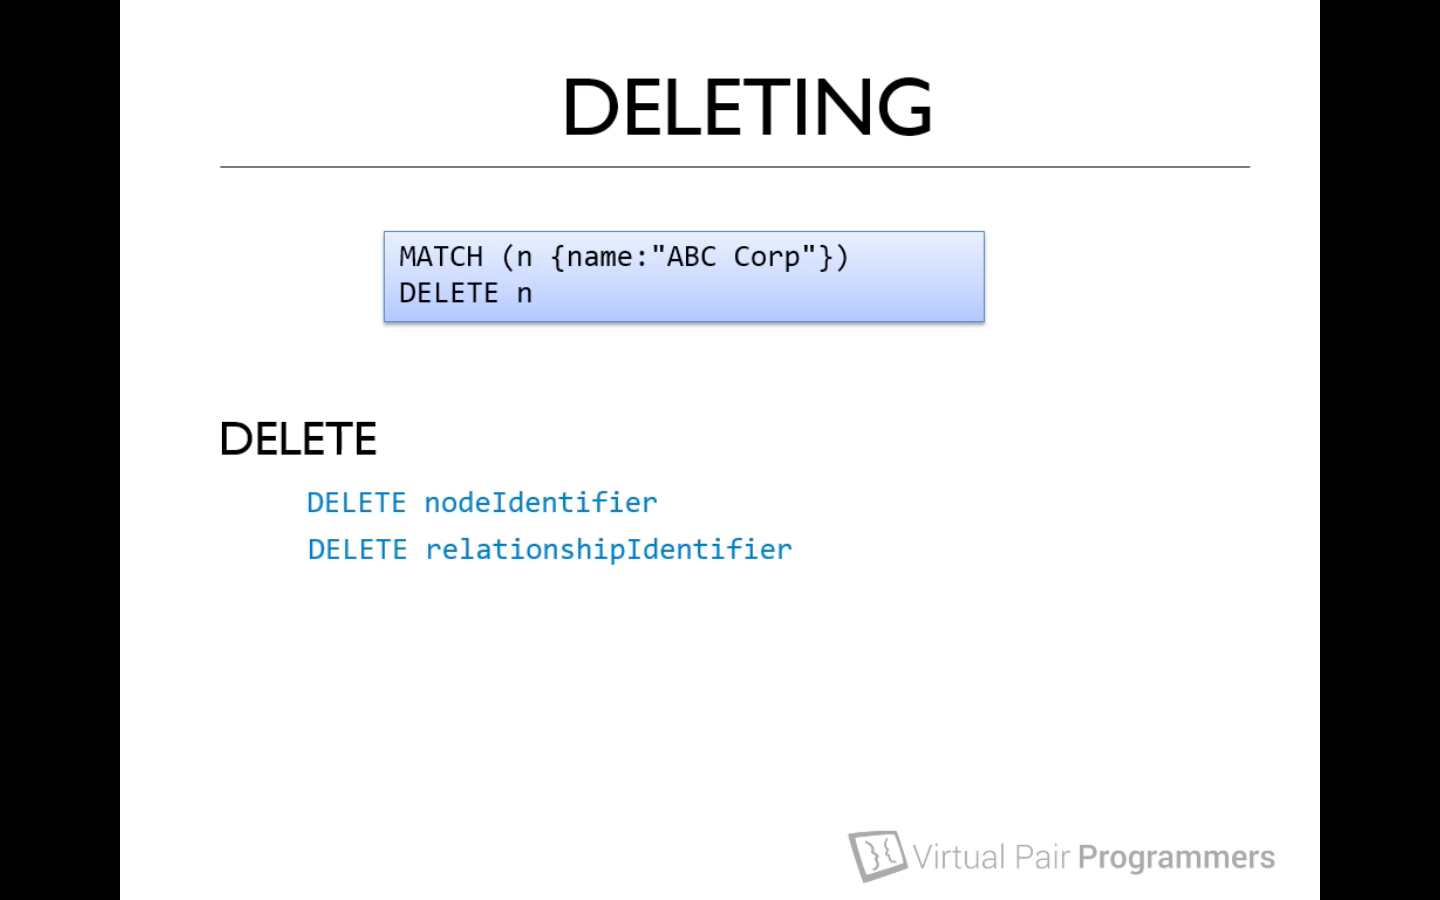 DELETING
MATCH (n {name:"ABC Corp"})
DELETE n
DELETE
DELETE nodeIdentifier
DELETE relationshipIdentifier
Virtual Pair Programmers